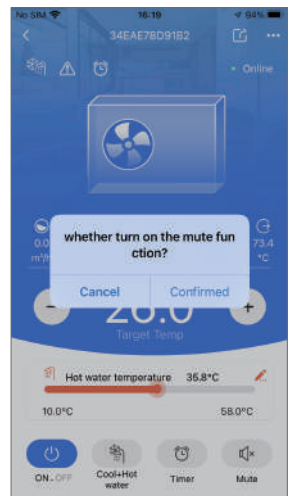 No SIM 16:19 94%
34EAE78D91B2
Online
0.0 73.4
m³/h °C
whether turn on the mute fun
ction?
Cancel Confirmed
Target Temp
Hot water temperature 35.8°C
10.0°C 58.0°C
ON. OFF Cool+Hot
water Timer Mute